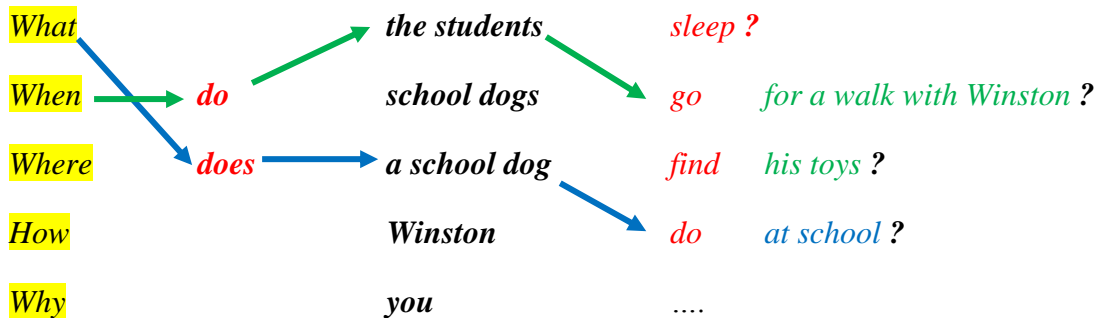 What the students sleep ?
When do school dogs go for a walk with Winston ?
Where does a school dog find his toys ?
How Winston do at school ?
Why you ....